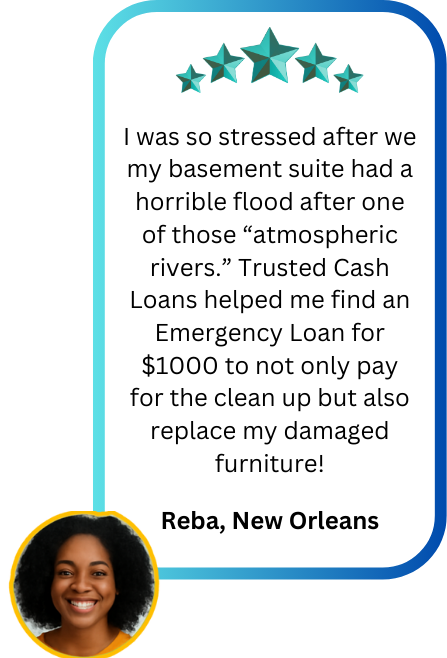 I was so stressed after we
my basement suite had a
horrible flood after one
of those “atmospheric
rivers.” Trusted Cash
Loans helped me find an
Emergency Loan for
$1000 to not only pay
for the clean up but also
replace my damaged
furniture!
Reba, New Orleans